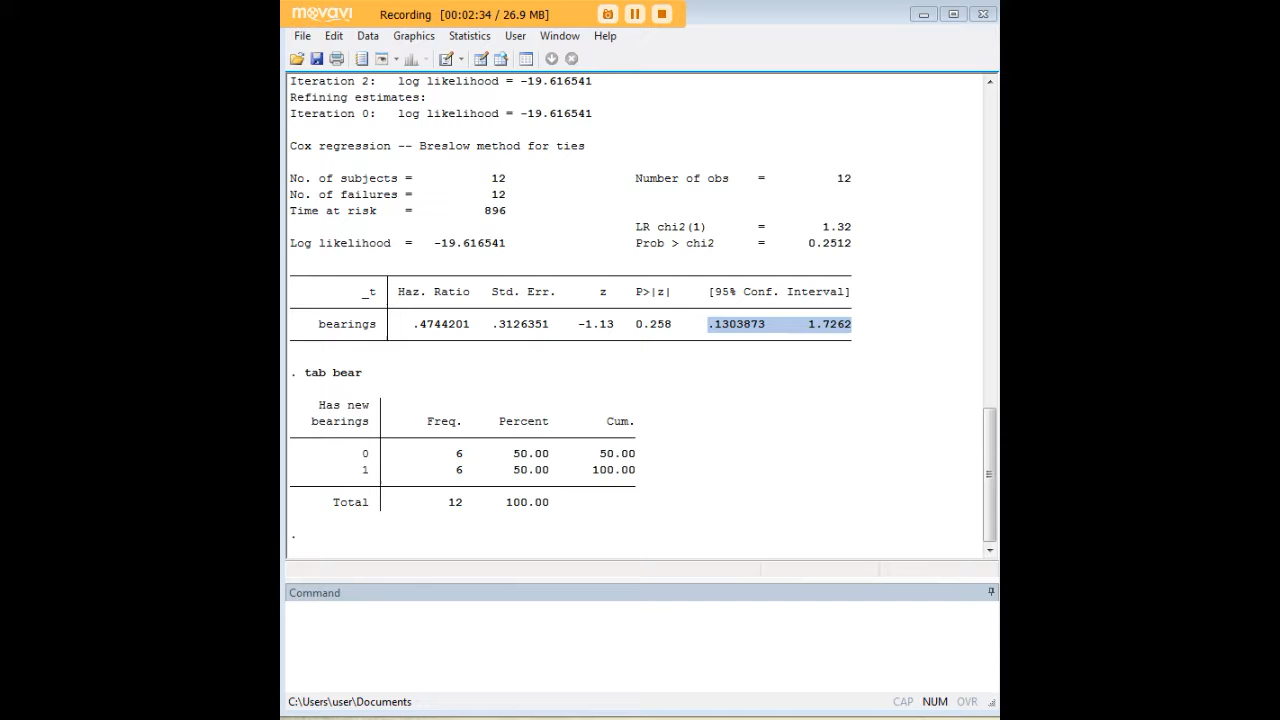 movavi Recording [00:02:34 / 26.9 MB]
File Edit Data Graphics Statistics User Window Help
Iteration 2: log likelihood = -19.616541
Refining estimates:
Iteration 0: log likelihood = -19.616541
Cox regression -- Breslow method for ties
No. of subjects = 12 Number of obs = 12
No. of failures = 12
Time at risk = 896
LR chi2(1) = 1.32
Log likelihood = -19.616541 Prob > chi2 = 0.2512
_t Haz. Ratio Std. Err. z P>|z| [95% Conf. Interval]
bearings .4744201 .3126351 -1.13 0.258 .1303873 1.7262
. tab bear
Has new
bearings Freq. Percent Cum.
0 6 50.00 50.00
1 6 50.00 100.00
Total 12 100.00
.
Command
C:\Users\user\Documents CAP NUM OVR